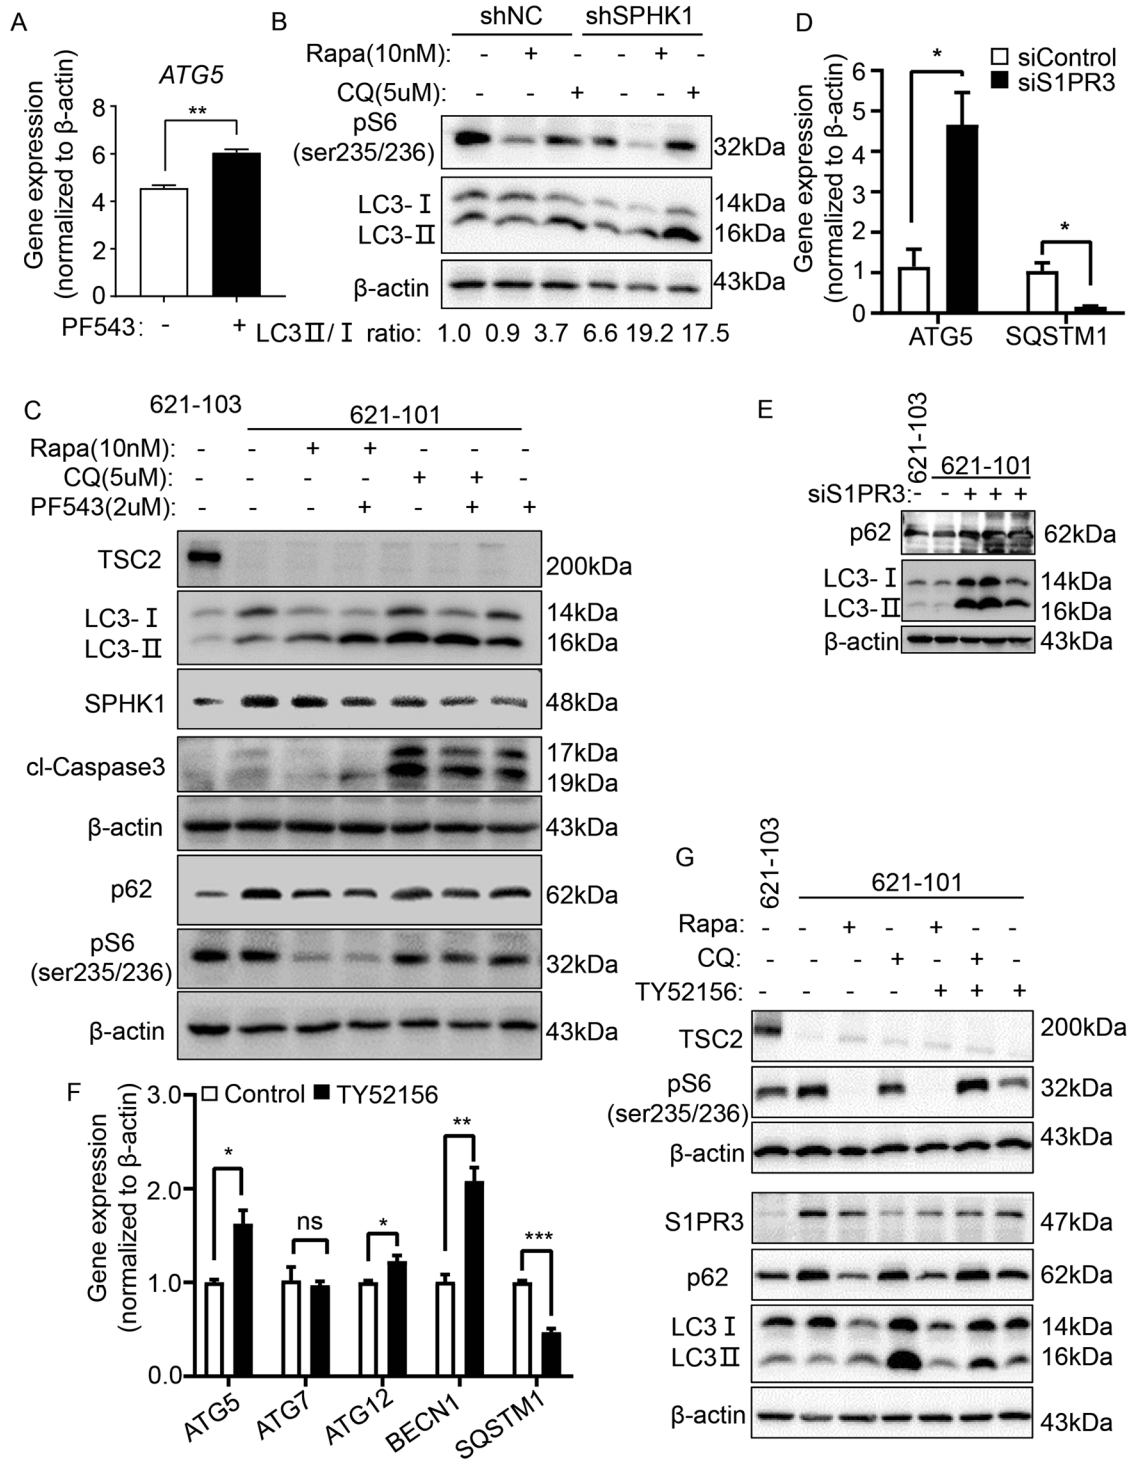 A
ATG5
Gene expression
(normalized to β-actin)
8
6
4
2
0
**
PF543: - +
B
shNC shSPHK1
Rapa(10nM): - + - - + -
CQ(5uM): - - + - - +
pS6
(ser235/236)
32kDa
LC3-Ⅰ 14kDa
LC3-Ⅱ 16kDa
β-actin 43kDa
LC3Ⅱ/Ⅰ ratio: 1.0 0.9 3.7 6.6 19.2 17.5
D
siControl
siS1PR3
Gene expression
(normalized to β-actin)
6
5
4
3
2
1
0
*
*
ATG5 SQSTM1
C
621-103 621-101
Rapa(10nM): - - + + - - -
CQ(5uM): - - - - + + -
PF543(2uM): - - - + - + +
TSC2 200kDa
LC3-Ⅰ 14kDa
LC3-Ⅱ 16kDa
SPHK1 48kDa
cl-Caspase3
17kDa
19kDa
β-actin 43kDa
p62 62kDa
pS6
(ser235/236)
32kDa
β-actin 43kDa
E
621-103
621-101
siS1PR3: - - + + +
p62 62kDa
LC3-Ⅰ 14kDa
LC3-Ⅱ 16kDa
β-actin 43kDa
F
Control TY52156
Gene expression
(normalized to β-actin)
3.0
2.0
1.0
0.0
*
ns
*
**
***
ATG5
ATG7
ATG12
BECN1
SQSTM1
G
621-103
621-101
Rapa: - - + - + - -
CQ: - - - + - + -
TY52156: - - - - + + +
TSC2 200kDa
pS6
(ser235/236)
32kDa
β-actin 43kDa
S1PR3 47kDa
p62 62kDa
LC3Ⅰ 14kDa
LC3Ⅱ 16kDa
β-actin 43kDa